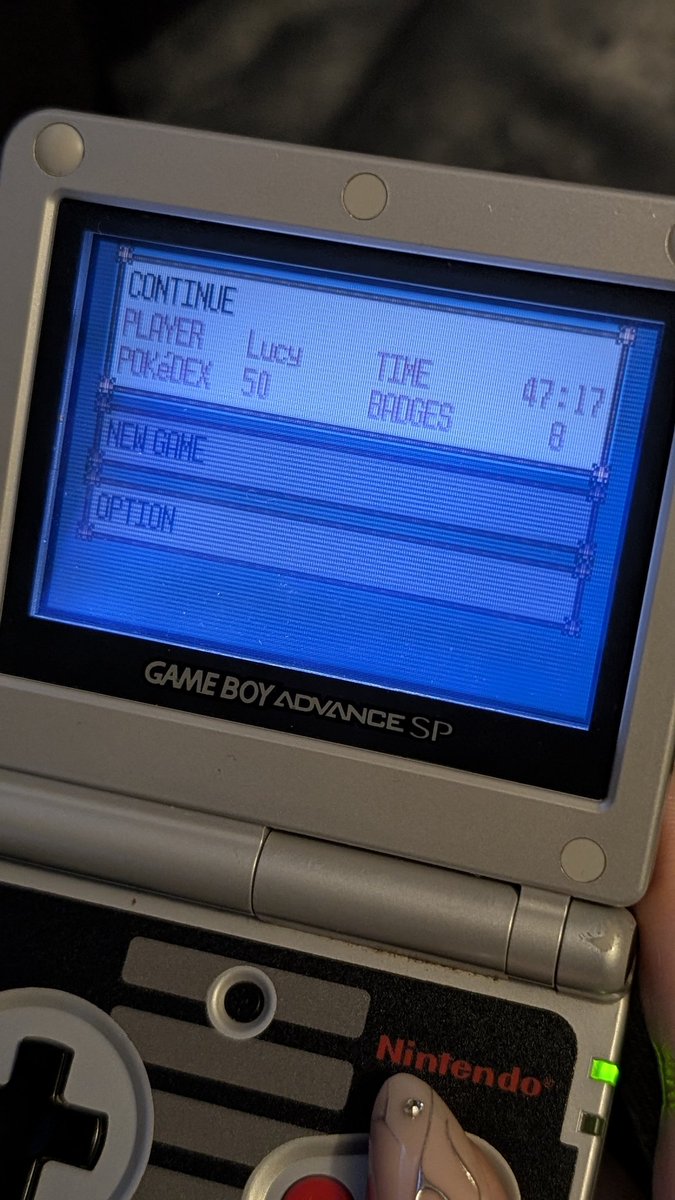 CONTINUE
PLAYER Lucy TIME 47:17
POKéDEX 50 BADGES 8
NEW GAME
OPTION
GAME BOY ADVANCE SP
Nintendo®